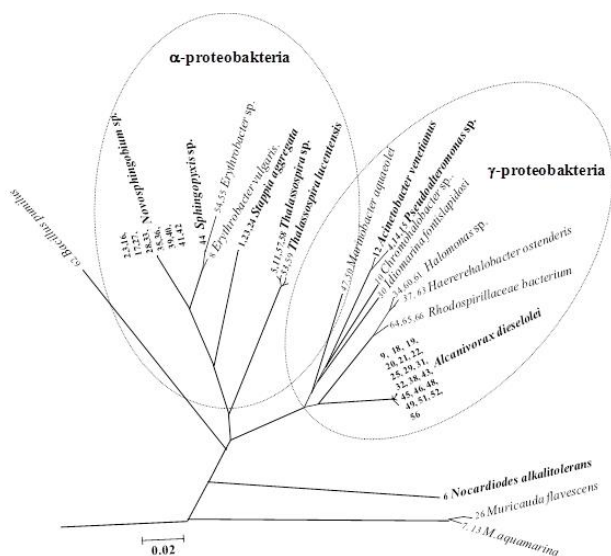 α-proteobakteria
γ-proteobakteria
62 Bacillus pumilus
2,3,16,
17,27,
28,33,
35,36,
39,40,
41,42
Novosphingobium sp.
44 Sphingopyxis sp.
54,55 Erythrobacter sp.
8 Erythrobacter vulgaris.
1,23,24 Stappia aggregata
5,11,57,58 Thalassospira sp.
53,59 Thalassospira lucentensis
47,50 Marinobacter aquaeolei
12 Acinetobacter venetianus
4,14,15 Pseudoalteromonas sp.
10 Chromohalobacter sp.
30 Idiomarina fontislapidosi
34,60,61 Halomonas sp.
37, 63 Haererehalobacter ostenderis
64,65,66 Rhodospirillaceae bacterium
9, 18, 19,
20, 21, 22,
25, 29, 31,
32, 38, 43,
45, 46, 48,
49, 51, 52,
56
Alcanivorax dieselolei
6 Nocardiodes alkalitolerans
26 Muricauda flavescens
7, 13 M.aquamarina
0.02